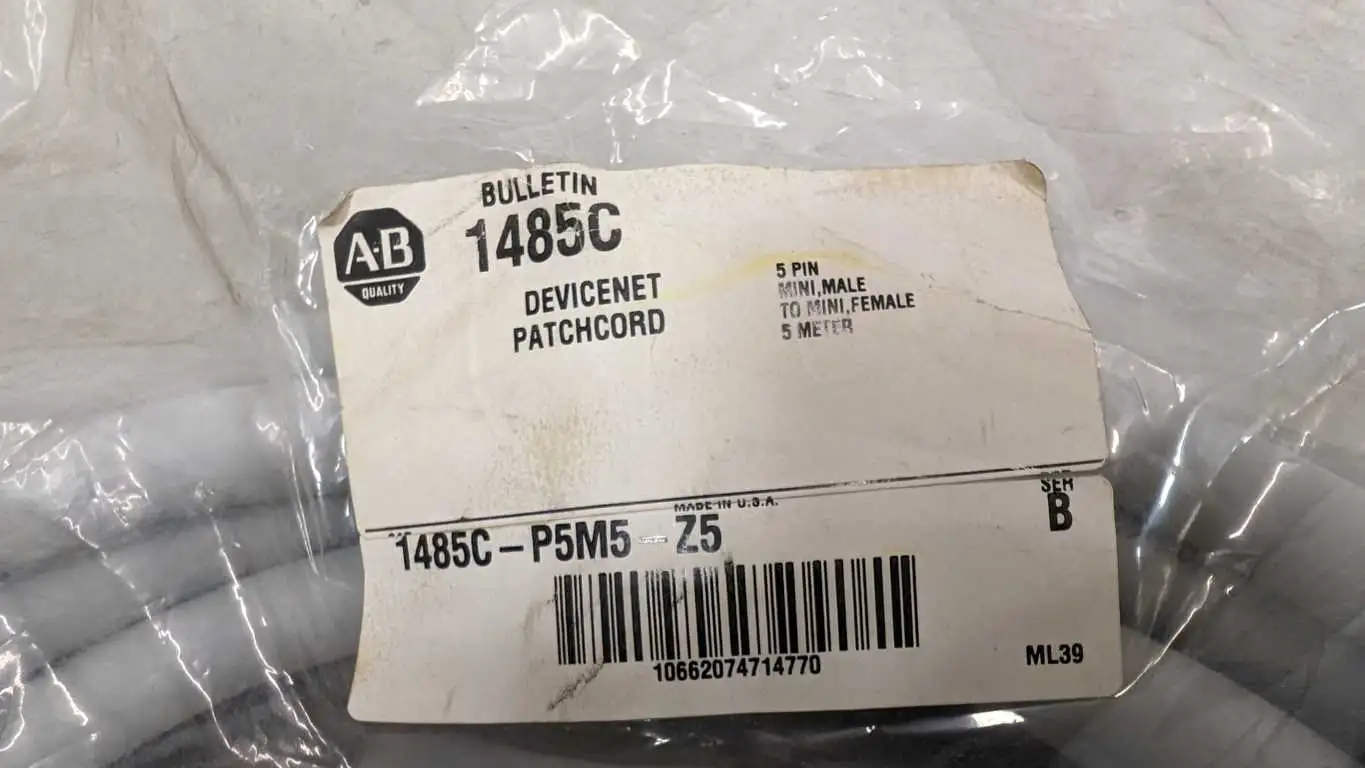 BULLETIN
1485C
A·B
QUALITY
DEVICENET
PATCHCORD
5 PIN
MINI,MALE
TO MINI,FEMALE
5 METER
MADE IN U.S.A.
SER
B
1485C-P5M5-Z5
10662074714770
ML39